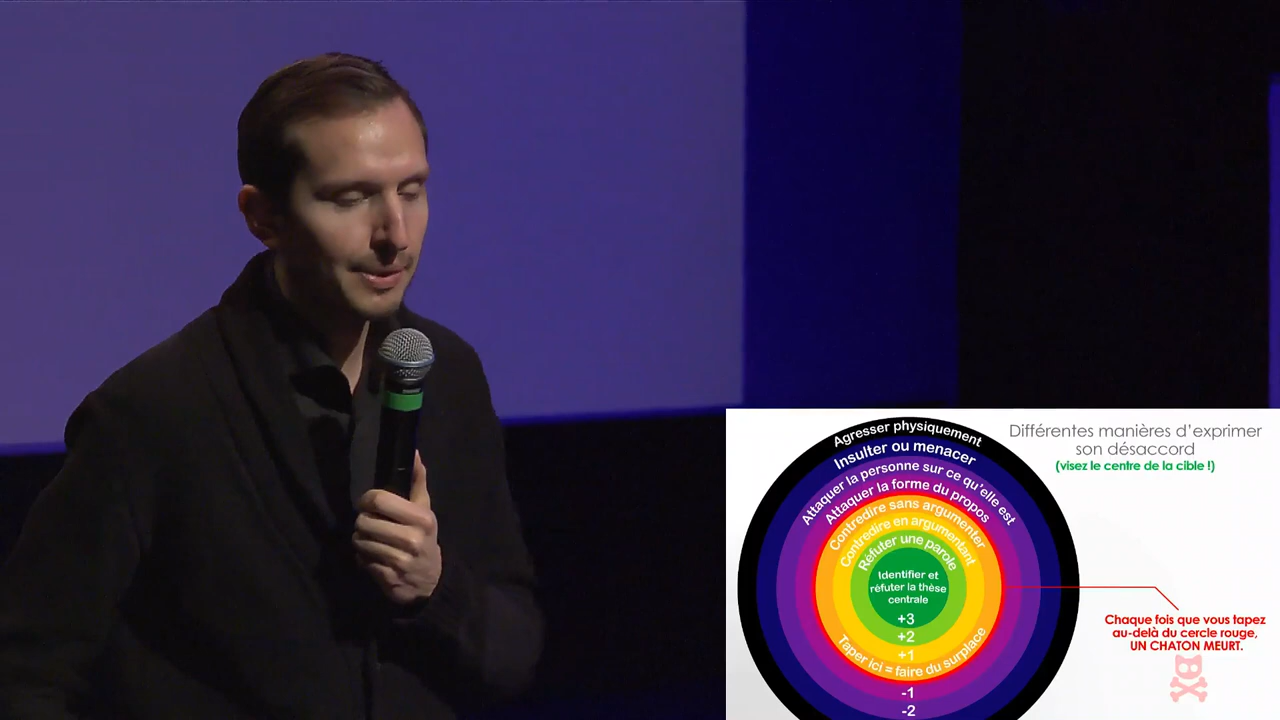 Différentes manières d'exprimer
son désaccord
(visez le centre de la cible !)
Agresser physiquement
Insulter ou menacer
Attaquer la personne sur ce qu'elle est
Attaquer la forme du propos
Contredire sans argumenter
Contredire en argumentant
Réfuter une parole
Identifier et
réfuter la thèse
centrale
+3
+2
+1
Taper ici = faire du surplace
-1
-2
Chaque fois que vous tapez
au-delà du cercle rouge,
UN CHATON MEURT.